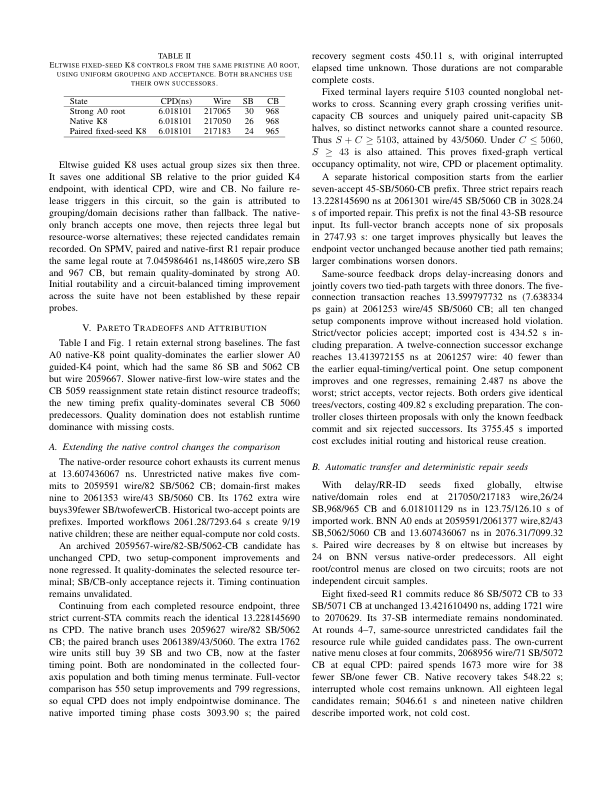 TABLE II
ELTWISE FIXED-SEED K8 CONTROLS FROM THE SAME PRISTINE A0 ROOT,
USING UNIFORM GROUPING AND ACCEPTANCE. BOTH BRANCHES USE
THEIR OWN SUCCESSORS.
State CPD(ns) Wire SB CB
Strong A0 root 6.018101 217065 30 968
Native K8 6.018101 217050 26 968
Paired fixed-seed K8 6.018101 217183 24 965
Eltwise guided K8 uses actual group sizes six then three.
It saves one additional SB relative to the prior guided K4
endpoint, with identical CPD, wire and CB. No failure re-
lease triggers in this circuit, so the gain is attributed to
grouping/domain decisions rather than fallback. The native-
only branch accepts one move, then rejects three legal but
resource-worse alternatives; these rejected candidates remain
recorded. On SPMV, paired and native-first R1 repair produce
the same legal route at 7.045986461 ns,148605 wire,zero SB
and 967 CB, but remain quality-dominated by strong A0.
Initial routability and a circuit-balanced timing improvement
across the suite have not been established by these repair
probes.
V. PARETO TRADEOFFS AND ATTRIBUTION
Table I and Fig. 1 retain external strong baselines. The fast
A0 native-K8 point quality-dominates the earlier slower A0
guided-K4 point, which had the same 86 SB and 5062 CB
but wire 2059667. Slower native-first low-wire states and the
CB 5059 reassignment state retain distinct resource tradeoffs;
the new timing prefix quality-dominates several CB 5060
predecessors. Quality domination does not establish runtime
dominance with missing costs.
A. Extending the native control changes the comparison
The native-order resource cohort exhausts its current menus
at 13.607436067 ns. Unrestricted native makes five com-
mits to 2059591 wire/82 SB/5062 CB; domain-first makes
nine to 2061353 wire/43 SB/5060 CB. Its 1762 extra wire
buys39fewer SB/twofewerCB. Historical two-accept points are
prefixes. Imported workflows 2061.28/7293.64 s create 9/19
native children; these are neither equal-compute nor cold costs.
An archived 2059567-wire/82-SB/5062-CB candidate has
unchanged CPD, two setup-component improvements and
none regressed. It quality-dominates the selected resource ter-
minal; SB/CB-only acceptance rejects it. Timing continuation
remains unvalidated.
Continuing from each completed resource endpoint, three
strict current-STA commits reach the identical 13.228145690
ns CPD. The native branch uses 2059627 wire/82 SB/5062
CB; the paired branch uses 2061389/43/5060. The extra 1762
wire units still buy 39 SB and two CB, now at the faster
timing point. Both are nondominated in the collected four-
axis population and both timing menus terminate. Full-vector
comparison has 550 setup improvements and 799 regressions,
so equal CPD does not imply endpointwise dominance. The
native imported timing phase costs 3093.90 s; the paired
recovery segment costs 450.11 s, with original interrupted
elapsed time unknown. Those durations are not comparable
complete costs.
Fixed terminal layers require 5103 counted nonglobal net-
works to cross. Scanning every graph crossing verifies unit-
capacity CB sources and uniquely paired unit-capacity SB
halves, so distinct networks cannot share a counted resource.
Thus S + C ≥ 5103, attained by 43/5060. Under C ≤ 5060,
S ≥ 43 is also attained. This proves fixed-graph vertical
occupancy optimality, not wire, CPD or placement optimality.
A separate historical composition starts from the earlier
seven-accept 45-SB/5060-CB prefix. Three strict repairs reach
13.228145690 ns at 2061301 wire/45 SB/5060 CB in 3028.24
s of imported repair. This prefix is not the final 43-SB resource
input. Its full-vector branch accepts none of six proposals
in 2747.93 s: one target improves physically but leaves the
endpoint vector unchanged because another tied path remains;
larger combinations worsen donors.
Same-source feedback drops delay-increasing donors and
jointly covers two tied-path targets with three donors. The five-
connection transaction reaches 13.599797732 ns (7.638334
ps gain) at 2061253 wire/45 SB/5060 CB; all ten changed
setup components improve without increased hold violation.
Strict/vector policies accept; imported cost is 434.52 s in-
cluding preparation. A twelve-connection successor exchange
reaches 13.413972155 ns at 2061257 wire: 40 fewer than
the earlier equal-timing/vertical point. One setup component
improves and one regresses, remaining 2.487 ns above the
worst; strict accepts, vector rejects. Both orders give identical
trees/vectors, costing 409.82 s excluding preparation. The con-
troller closes thirteen proposals with only the known feedback
commit and six rejected successors. Its 3755.45 s imported
cost excludes initial routing and historical reuse creation.
B. Automatic transfer and deterministic repair seeds
With delay/RR-ID seeds fixed globally, eltwise
native/domain roles end at 217050/217183 wire,26/24
SB,968/965 CB and 6.018101129 ns in 123.75/126.10 s of
imported work. BNN A0 ends at 2059591/2061377 wire,82/43
SB,5062/5060 CB and 13.607436067 ns in 2076.31/7099.32
s. Paired wire decreases by 8 on eltwise but increases by
24 on BNN versus native-order predecessors. All eight
root/control menus are closed on two circuits; roots are not
independent circuit samples.
Eight fixed-seed R1 commits reduce 86 SB/5072 CB to 33
SB/5071 CB at unchanged 13.421610490 ns, adding 1721 wire
to 2070629. Its 37-SB intermediate remains nondominated.
At rounds 4–7, same-source unrestricted candidates fail the
resource rule while guided candidates pass. The own-current
native menu closes at four commits, 2068956 wire/71 SB/5072
CB at equal CPD: paired spends 1673 more wire for 38
fewer SB/one fewer CB. Native recovery takes 548.22 s;
interrupted whole cost remains unknown. All eighteen legal
candidates remain; 5046.61 s and nineteen native children
describe imported work, not cold cost.